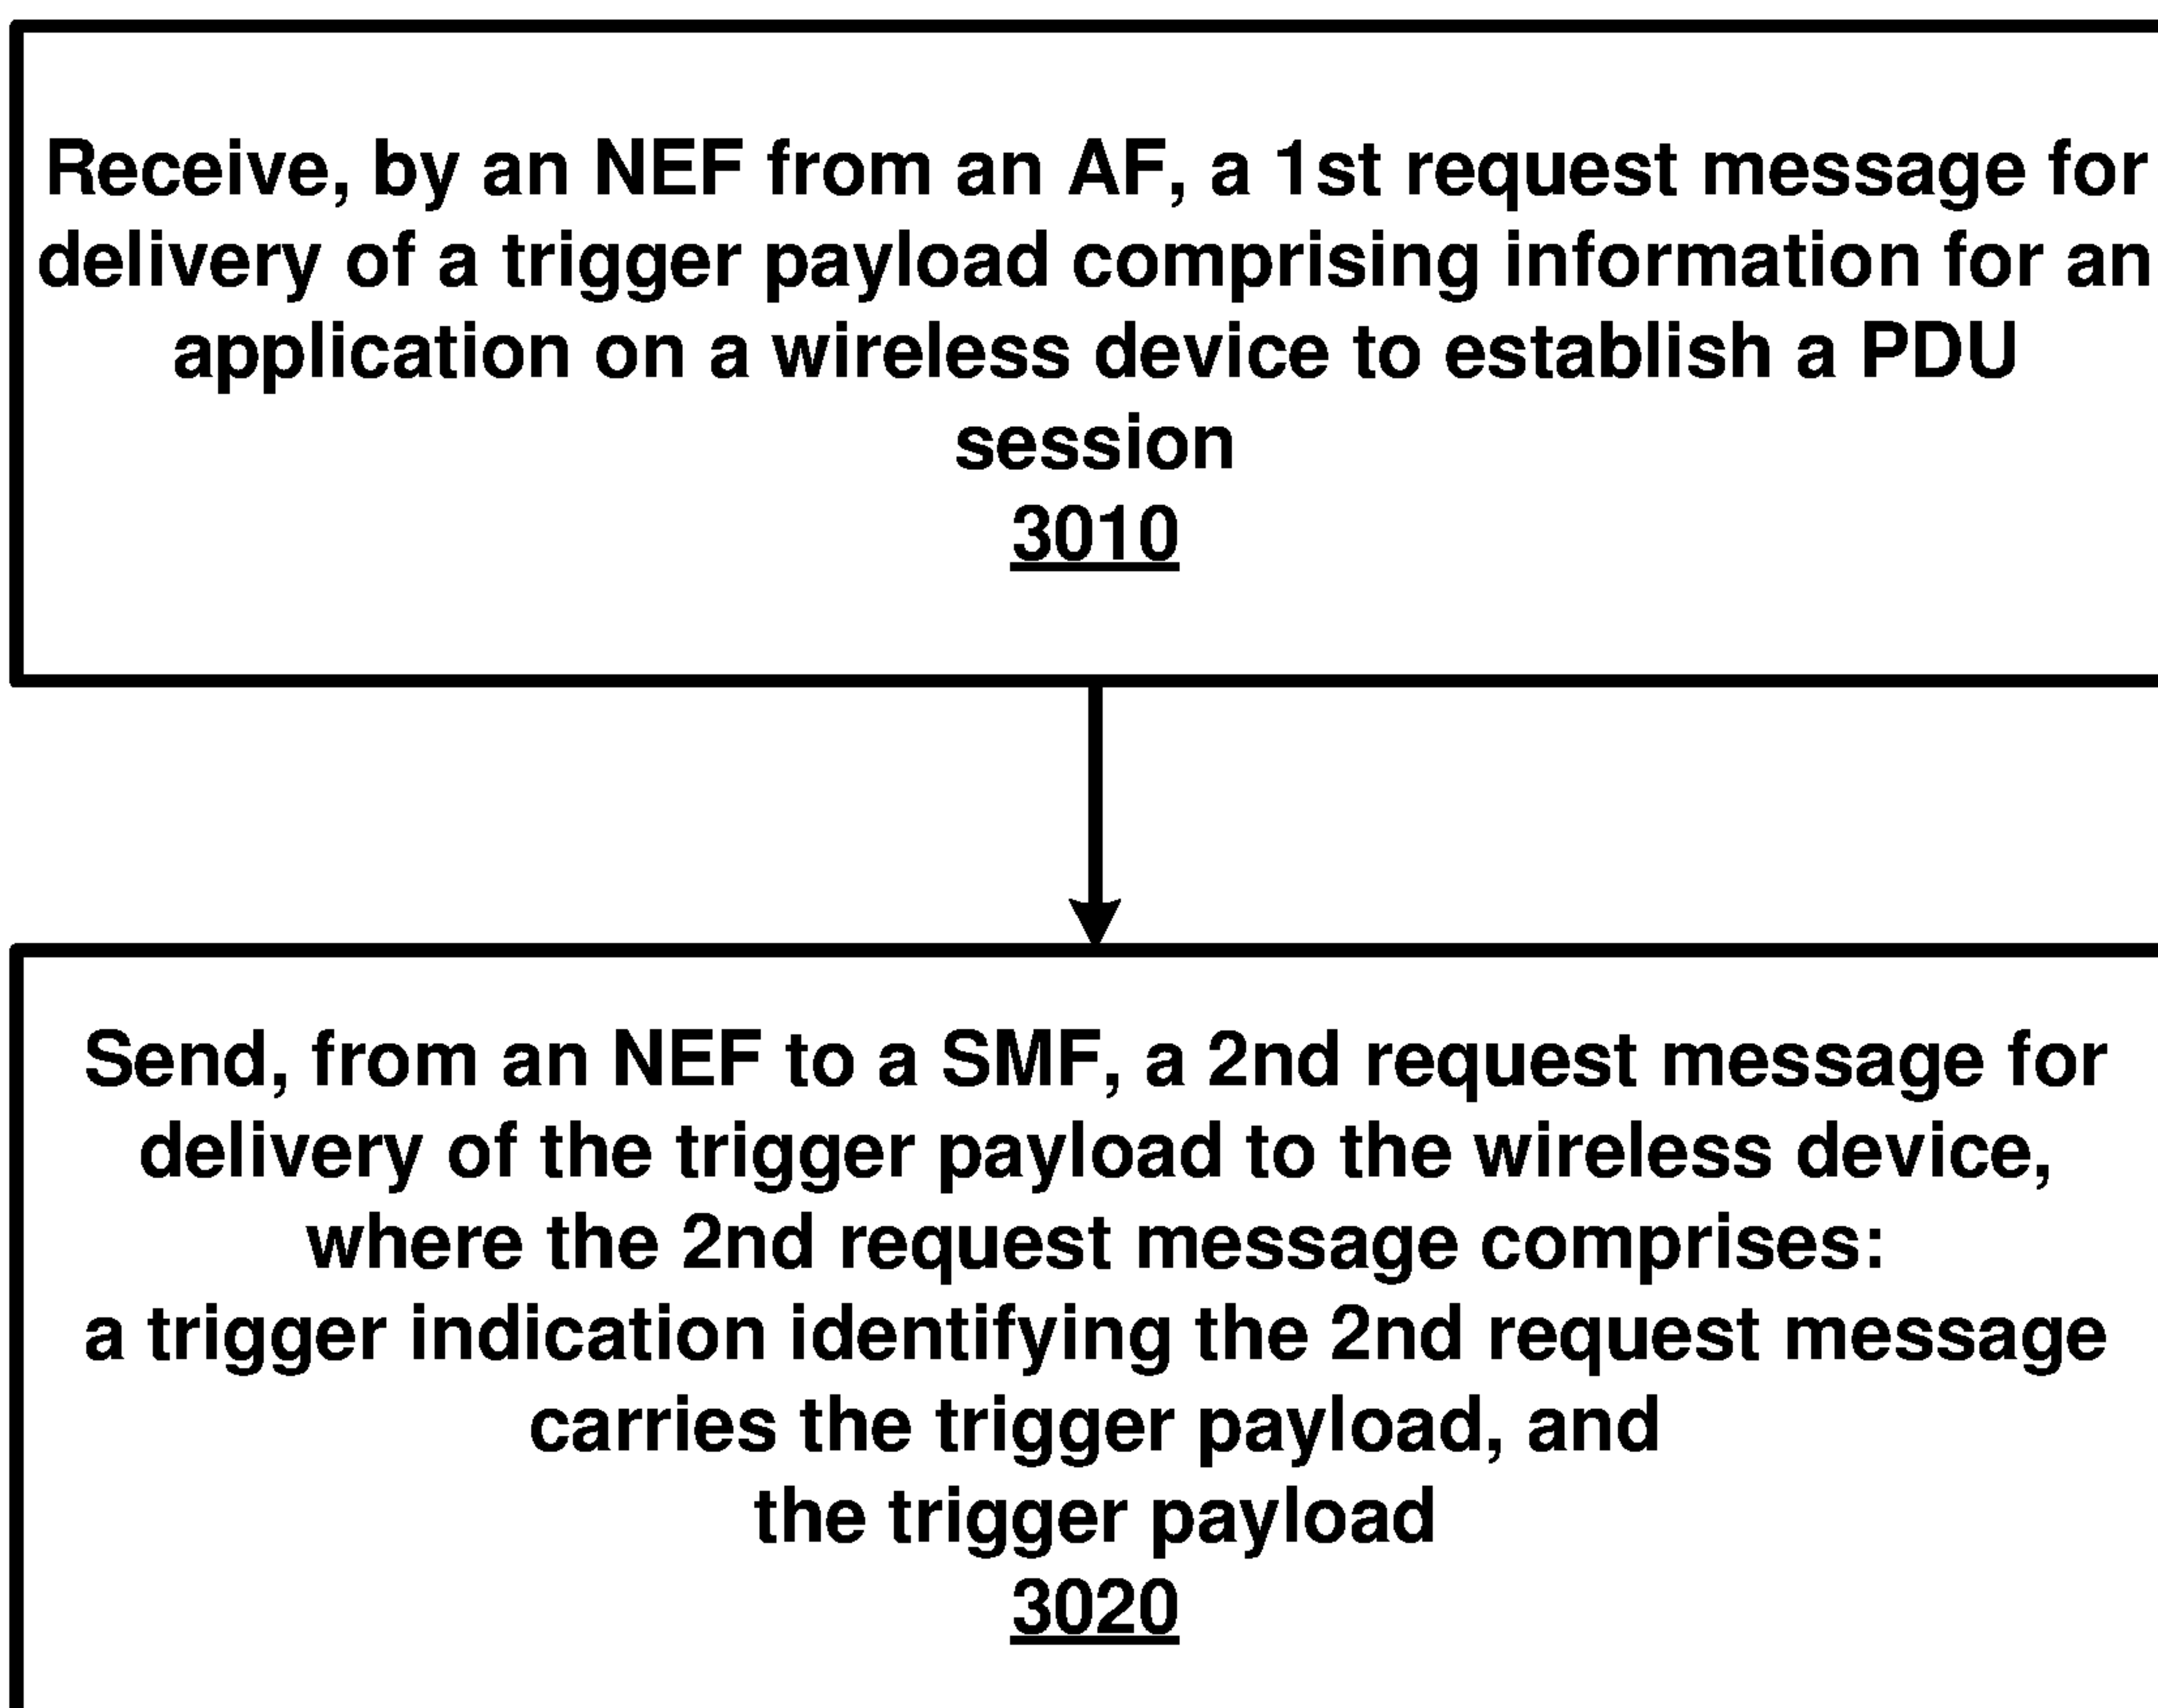 Receive, by an NEF from an AF, a 1st request message for
delivery of a trigger payload comprising information for an
application on a wireless device to establish a PDU
session
3010
Send, from an NEF to a SMF, a 2nd request message for
delivery of the trigger payload to the wireless device,
where the 2nd request message comprises:
a trigger indication identifying the 2nd request message
carries the trigger payload, and
the trigger payload
3020